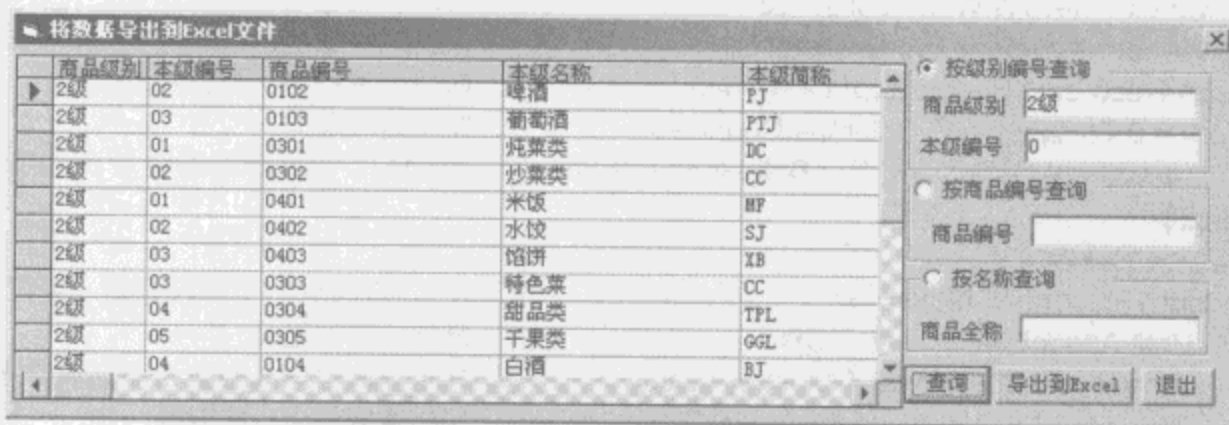 将数据导出到Excel文件
商品级别 本级编号 商品编号 本级名称 本级简称
2级 02 0102 啤酒 PJ
2级 03 0103 葡萄酒 PTJ
2级 01 0301 炖菜类 DC
2级 02 0302 炒菜类 CC
2级 01 0401 米饭 MF
2级 02 0402 水饺 SJ
2级 03 0403 馅饼 XB
2级 03 0303 特色菜 CC
2级 04 0304 甜品类 TPL
2级 05 0305 干果类 GGL
2级 04 0104 白酒 BJ
按级别编号查询
商品级别 2级
本级编号 0
按商品编号查询
商品编号
按名称查询
商品全称
查询 导出到Excel 退出